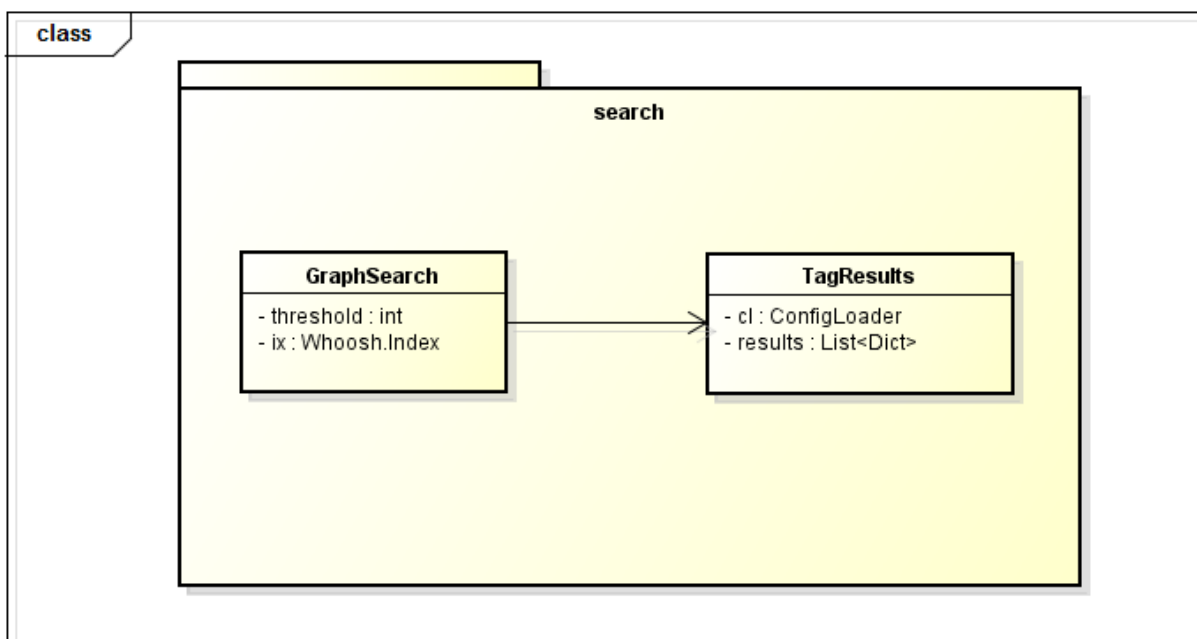 class
search
GraphSearch
- threshold : int
- ix : Whoosh.Index
TagResults
- cl : ConfigLoader
- results : List<Dict>